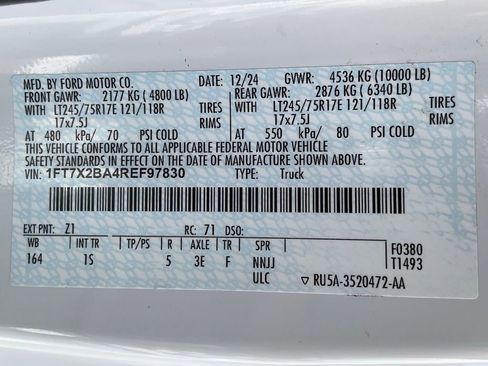 MFD. BY FORD MOTOR CO. 12/24 GVWR: 4536 KG (10000 LB)
FRONT GAWR: 2177 KG ( 4800 LB) REAR GAWR: 2876 KG ( 6340 LB)
WITH LT245/75R17E 121/118R TIRES WITH LT245/75R17E 121/118R TIRES
17x7.5J RIMS 17x7.5J RIMS
AT 480 kPa/ 70 PSI COLD AT 550 kPa/ 80 PSI COLD
THIS VEHICLE CONFORMS TO ALL APPLICABLE FEDERAL MOTOR VEHICLE
SAFETY STANDARDS IN EFFECT ON THE DATE OF MANUFACTURE SHOWN ABOVE.
VIN: 1FT7X2BA4REF97830 TYPE: Truck
EXT PNT: Z1 RC: 71 DSO:
WB INT TR TP/PS R AXLE TR SPR F0380
164 1S 5 3E F NNJJ T1493
ULC ▽ RU5A-3520472-AA